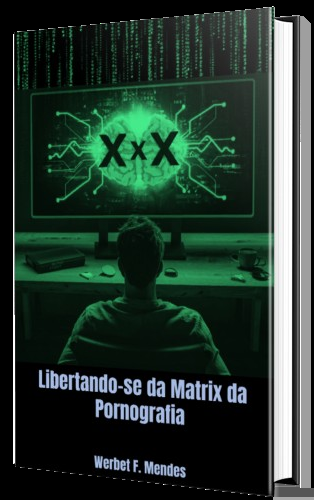 XxX
Libertando-se da Matrix da
Pornografia
Werbet F. Mendes